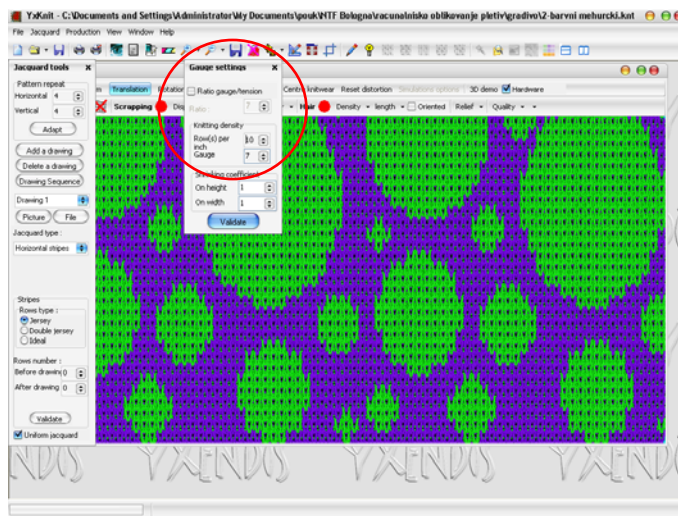 YxKnit - C:\Documents and Settings\Administrator\My Documents\pouk\NTF Bologna\racunalnisko oblikovanje pletiv\gradivo\2-barvni mehurcki.knt
File Jacquard Production View Window Help
Jacquard tools x
Pattern repeat
Horizontal 4
Vertical 4
Adapt
Add a drawing
Delete a drawing
Drawing Sequence
Drawing 1
Picture File
Jacquard type :
Horizontal stripes
Stripes
Rows type :
Jersey
Double jersey
Ideal
Rows number :
Before drawing 0
After drawing 0
Validate
Uniform jacquard
Gauge settings x
Ratio gauge/tension
Ratio : 7
Knitting density
Row(s) per inch 10
Gauge 7
Shrinking coefficient
On height 1
On width 1
Validate
Translation Rotation Centre knitwear Reset distortion Simulations options 3D demo Hardware
Scrapping Hair Density length Oriented Relief Quality
YXENDIS YXENDIS